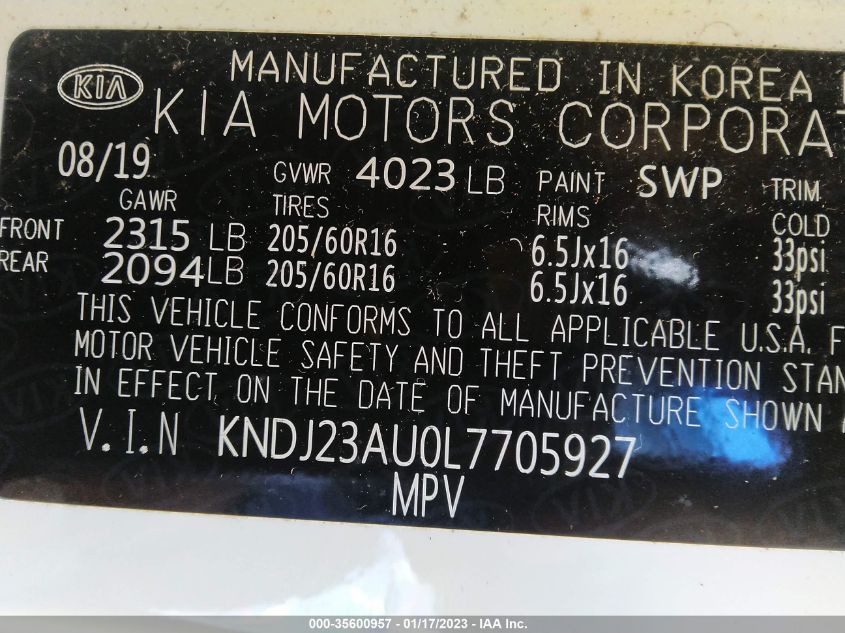 KIA
MANUFACTURED IN KOREA
KIA MOTORS CORPORAT
08/19 GVWR 4023 LB PAINT SWP TRIM
GAWR TIRES RIMS COLD
FRONT 2315 LB 205/60R16 6.5Jx16 33psi
REAR 2094LB 205/60R16 6.5Jx16 33psi
THIS VEHICLE CONFORMS TO ALL APPLICABLE U.S.A. F
MOTOR VEHICLE SAFETY AND THEFT PREVENTION STAN
IN EFFECT ON THE DATE OF MANUFACTURE SHOWN
V.I.N KNDJ23AU0L7705927
MPV
000-35600957 — 01/17/2023 — IAA Inc.